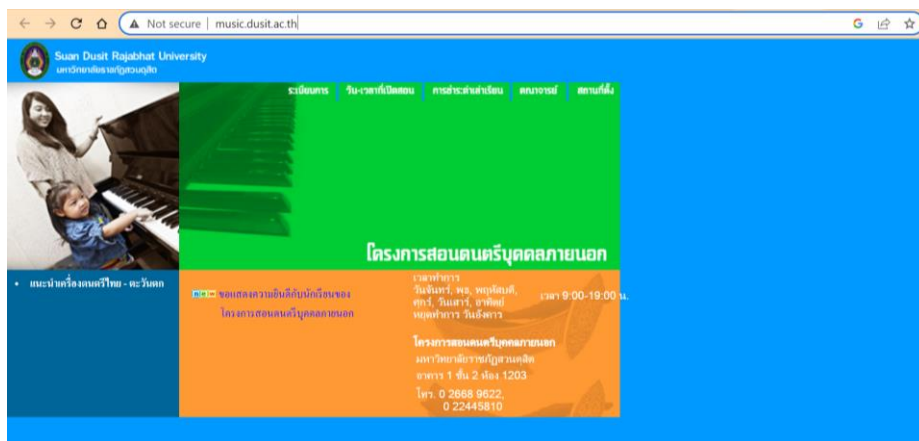 Not secure | music.dusit.ac.th
Suan Dusit Rajabhat University
มหาวิทยาลัยราชภัฏสวนดุสิต
ระเบียบการ วัน-เวลาที่เปิดสอน การชำระค่าเล่าเรียน คณาจารย์ สถานที่ตั้ง
โครงการสอนดนตรีบุคคลภายนอก
แนะนำเครื่องดนตรีไทย - ตะวันตก
ขอแสดงความยินดีกับนักเรียนของ
โครงการสอนดนตรีบุคคลภายนอก
เวลาทำการ
วันจันทร์, พุธ, พฤหัสบดี,
ศุกร์, วันเสาร์, อาทิตย์ เวลา 9:00-19:00 น.
หยุดทำการ วันอังคาร
โครงการสอนดนตรีบุคคลภายนอก
มหาวิทยาลัยราชภัฏสวนดุสิต
อาคาร 1 ชั้น 2 ห้อง 1203
โทร. 0 2668 9622,
0 22445810